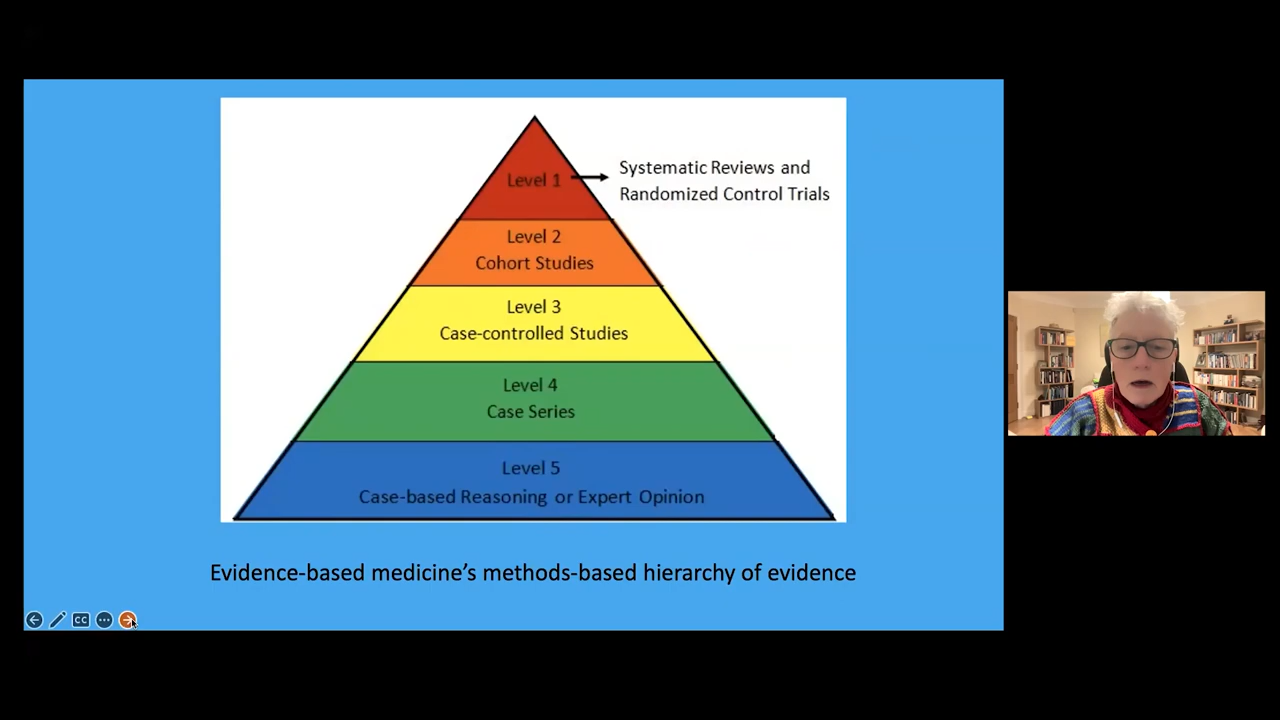 Level 1
Systematic Reviews and
Randomized Control Trials
Level 2
Cohort Studies
Level 3
Case-controlled Studies
Level 4
Case Series
Level 5
Case-based Reasoning or Expert Opinion
Evidence-based medicine’s methods-based hierarchy of evidence
CC